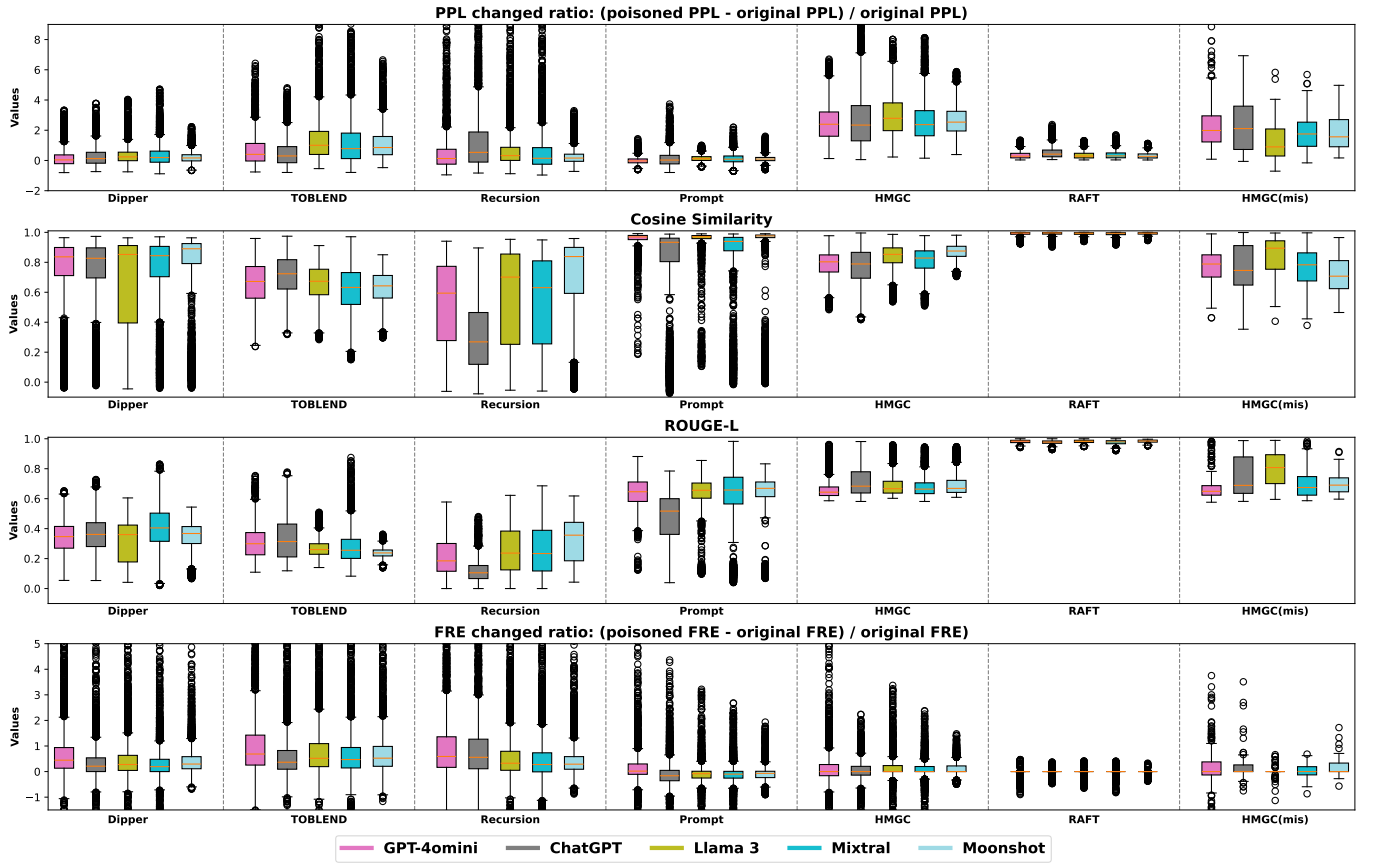 PPL changed ratio: (poisoned PPL - original PPL) / original PPL)
8
6
4
2
0
−2
Values
Dipper TOBLEND Recursion Prompt HMGC RAFT HMGC(mis)
Cosine Similarity
1.0
0.8
0.6
0.4
0.2
0.0
Values
Dipper TOBLEND Recursion Prompt HMGC RAFT HMGC(mis)
ROUGE-L
1.0
0.8
0.6
0.4
0.2
0.0
Values
Dipper TOBLEND Recursion Prompt HMGC RAFT HMGC(mis)
FRE changed ratio: (poisoned FRE - original FRE) / original FRE)
5
4
3
2
1
0
−1
Values
Dipper TOBLEND Recursion Prompt HMGC RAFT HMGC(mis)
GPT-4omini ChatGPT Llama 3 Mixtral Moonshot